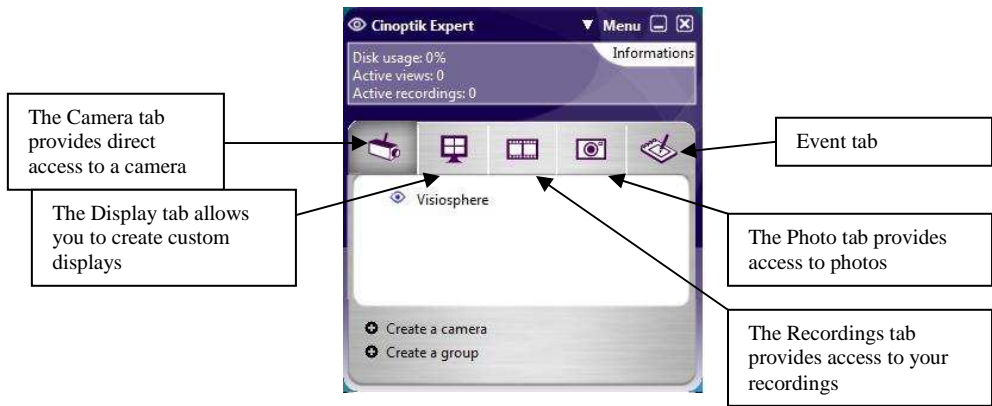 Cinoptik Expert
Menu
Disk usage: 0%
Informations
Active views: 0
Active recordings: 0
The Camera tab
provides direct
access to a camera
Event tab
The Display tab allows
you to create custom
displays
Visiosphere
The Photo tab provides
access to photos
Create a camera
Create a group
The Recordings tab
provides access to your
recordings